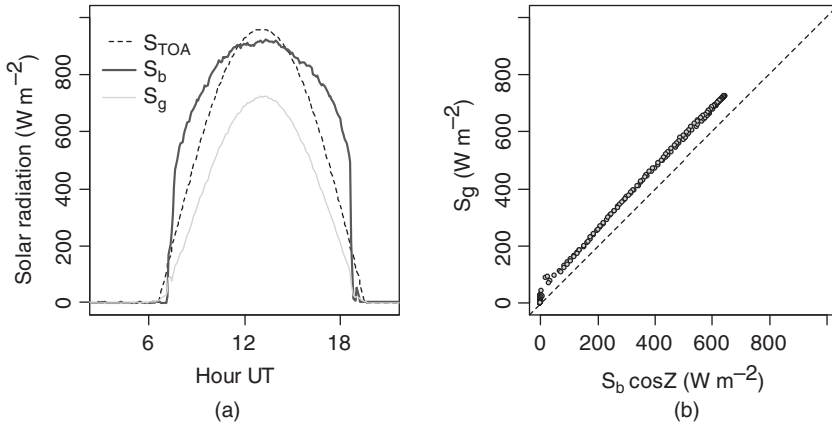 S_TOA
S_b
S_g
Solar radiation (W m⁻²)
0 200 400 600 800
6 12 18
Hour UT
(a)
S_g (W m⁻²)
0 200 400 600 800
0 200 400 600 800
S_b cosZ (W m⁻²)
(b)